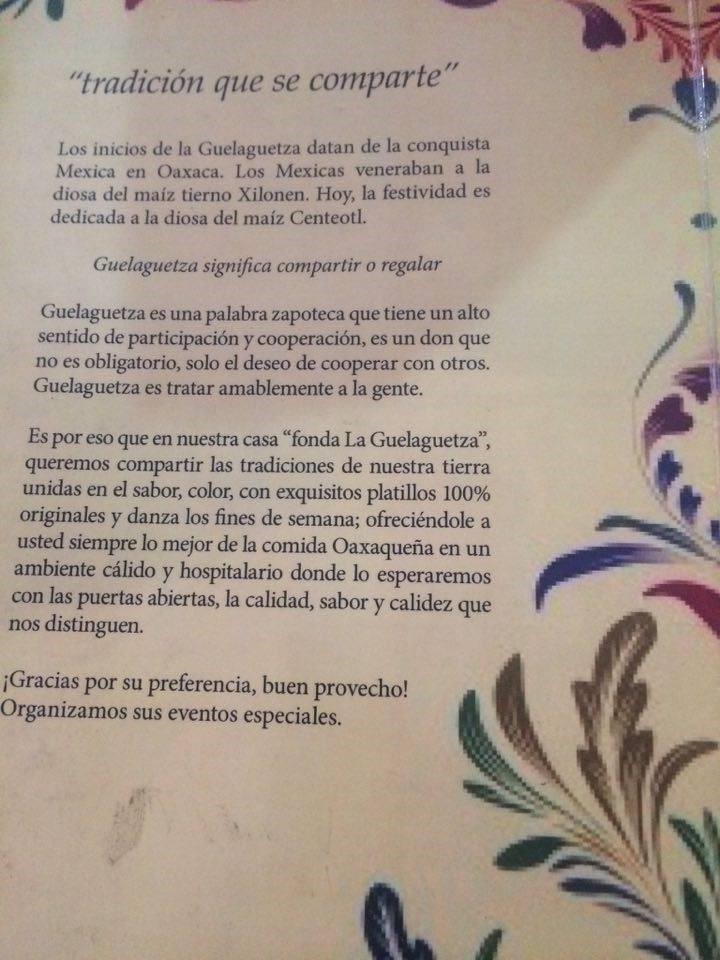 “tradición que se comparte”
Los inicios de la Guelaguetza datan de la conquista
Mexica en Oaxaca. Los Mexicas veneraban a la
diosa del maíz tierno Xilonen. Hoy, la festividad es
dedicada a la diosa del maíz Centeotl.
Guelaguetza significa compartir o regalar
Guelaguetza es una palabra zapoteca que tiene un alto
sentido de participación y cooperación, es un don que
no es obligatorio, solo el deseo de cooperar con otros.
Guelaguetza es tratar amablemente a la gente.
Es por eso que en nuestra casa “fonda La Guelaguetza”,
queremos compartir las tradiciones de nuestra tierra
unidas en el sabor, color, con exquisitos platillos 100%
originales y danza los fines de semana; ofreciéndole a
usted siempre lo mejor de la comida Oaxaqueña en un
ambiente cálido y hospitalario donde lo esperaremos
con las puertas abiertas, la calidad, sabor y calidez que
nos distinguen.
¡Gracias por su preferencia, buen provecho!
Organizamos sus eventos especiales.